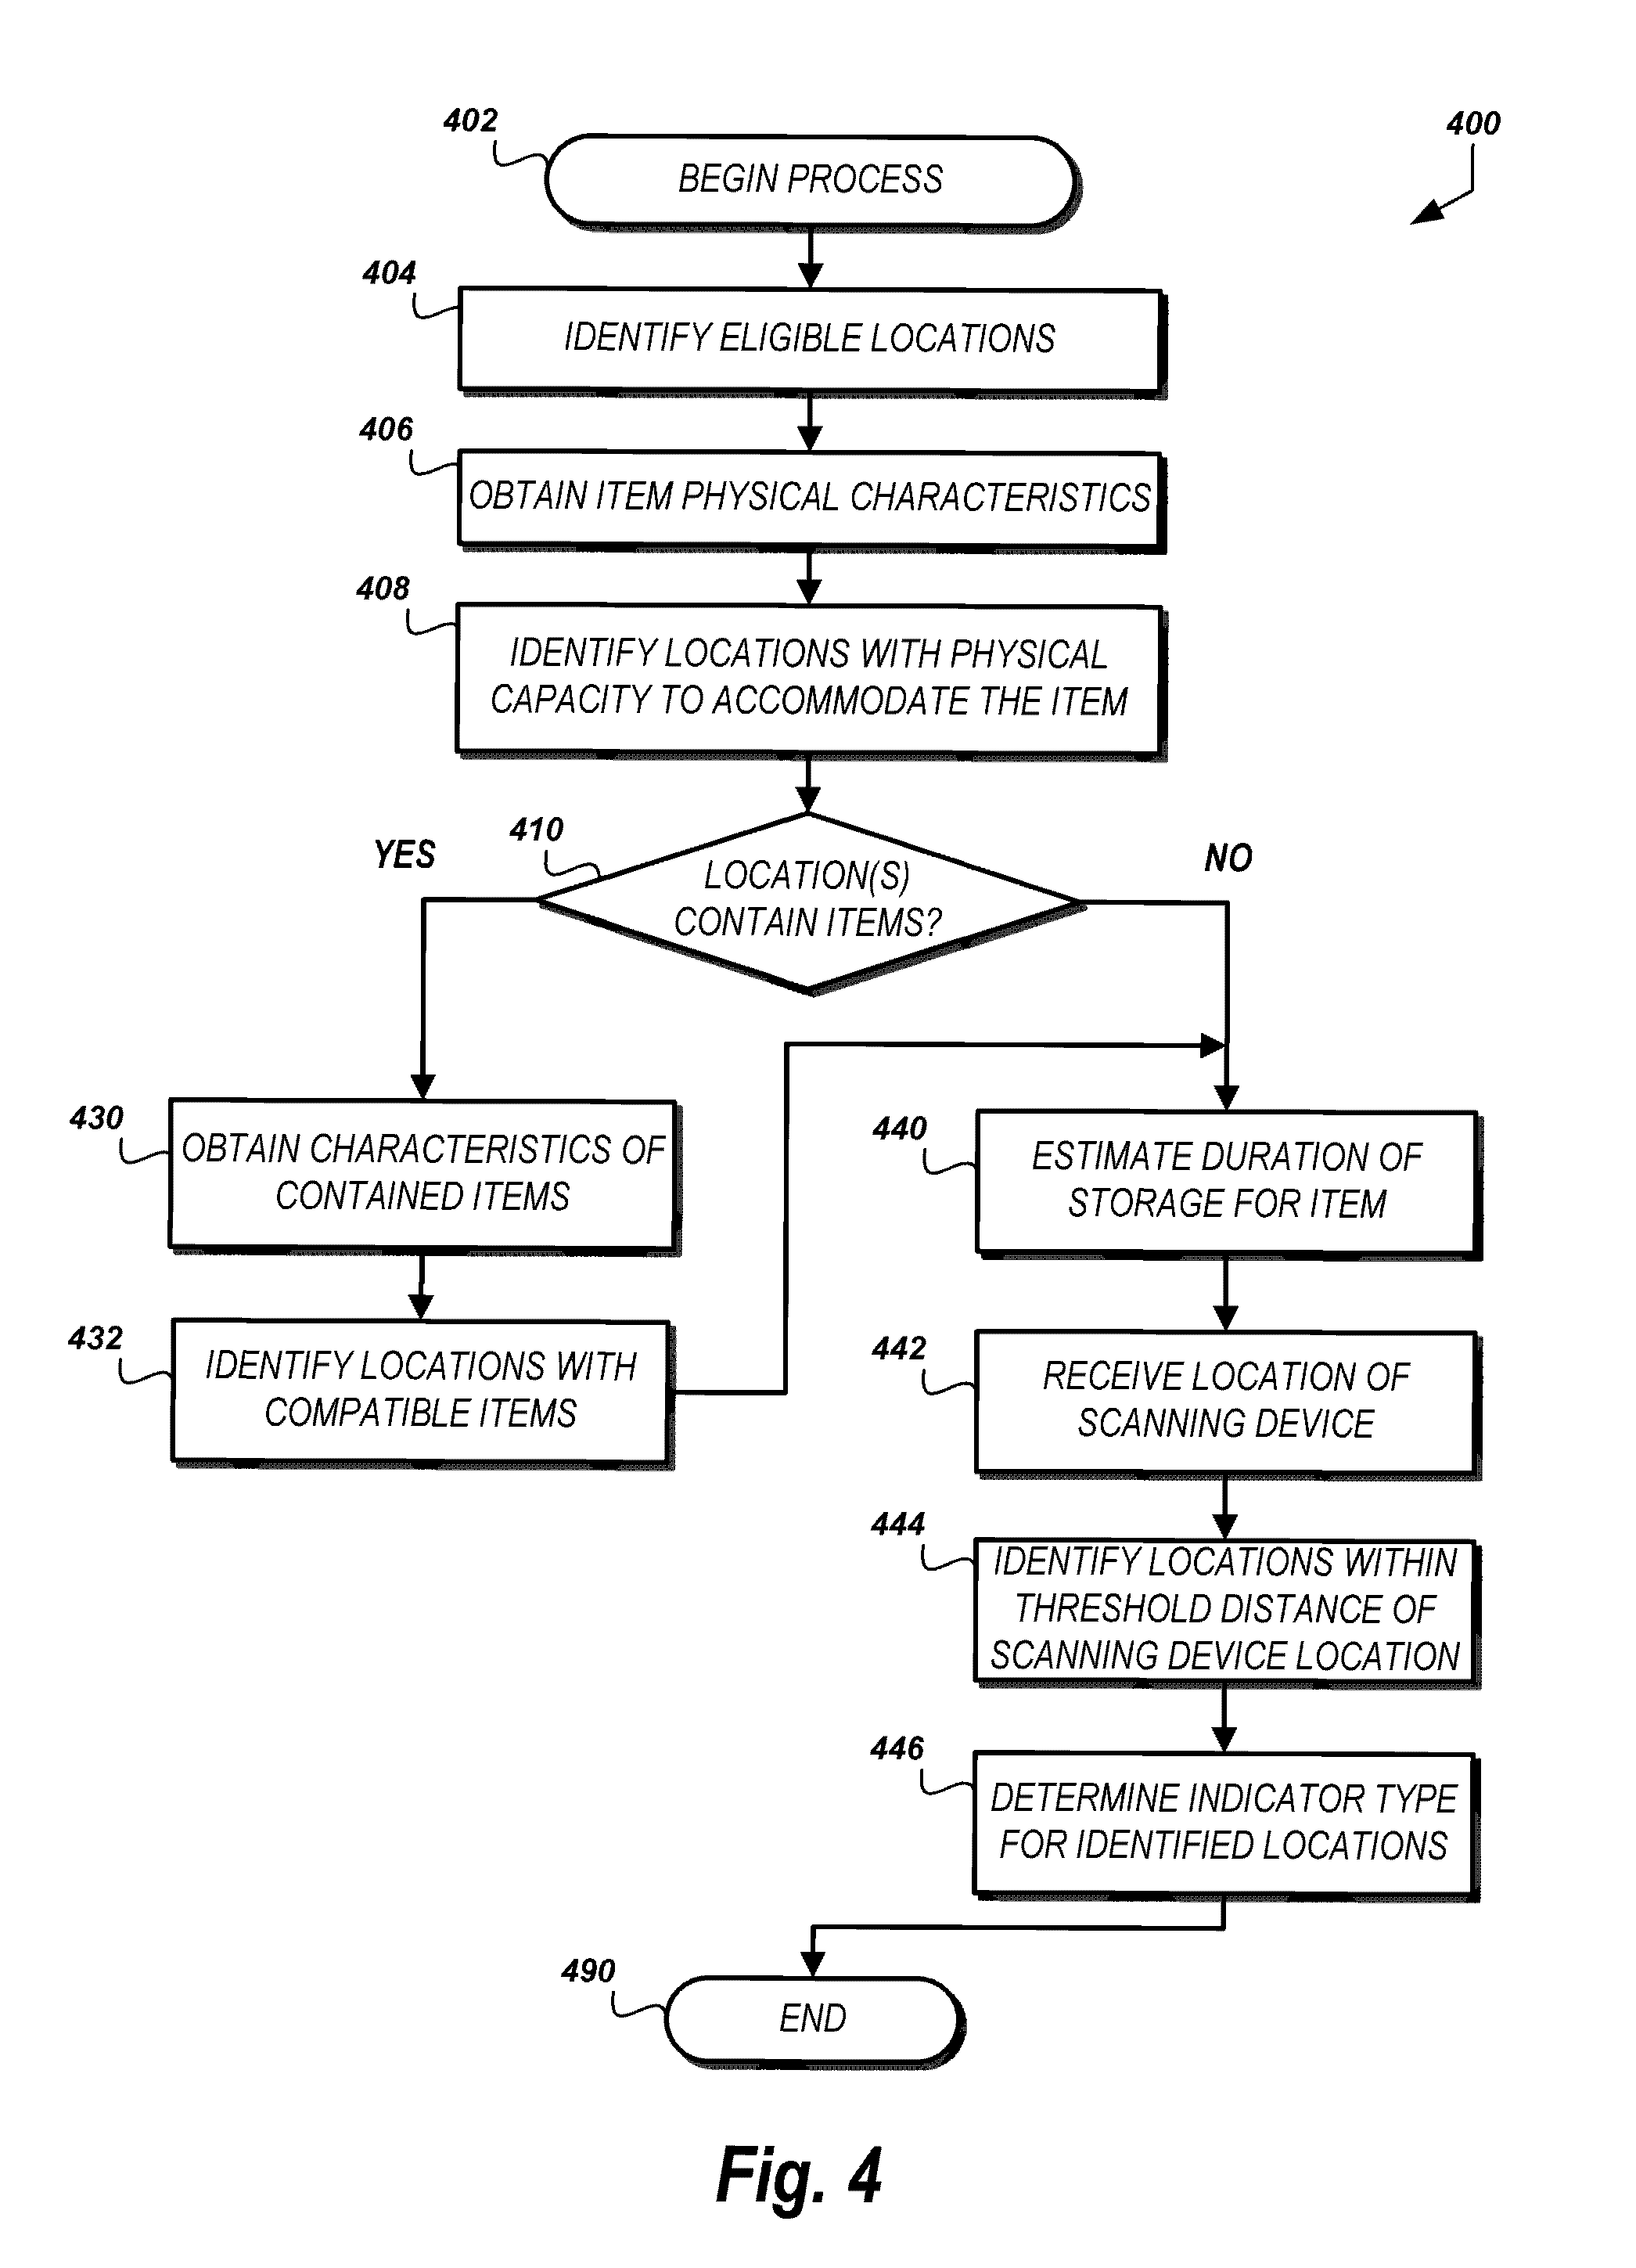 402
400
BEGIN PROCESS
404
IDENTIFY ELIGIBLE LOCATIONS
406
OBTAIN ITEM PHYSICAL CHARACTERISTICS
408
IDENTIFY LOCATIONS WITH PHYSICAL
CAPACITY TO ACCOMMODATE THE ITEM
410
YES
NO
LOCATION(S)
CONTAIN ITEMS?
430
OBTAIN CHARACTERISTICS OF
CONTAINED ITEMS
432
IDENTIFY LOCATIONS WITH
COMPATIBLE ITEMS
440
ESTIMATE DURATION OF
STORAGE FOR ITEM
442
RECEIVE LOCATION OF
SCANNING DEVICE
444
IDENTIFY LOCATIONS WITHIN
THRESHOLD DISTANCE OF
SCANNING DEVICE LOCATION
446
DETERMINE INDICATOR TYPE
FOR IDENTIFIED LOCATIONS
490
END
Fig. 4